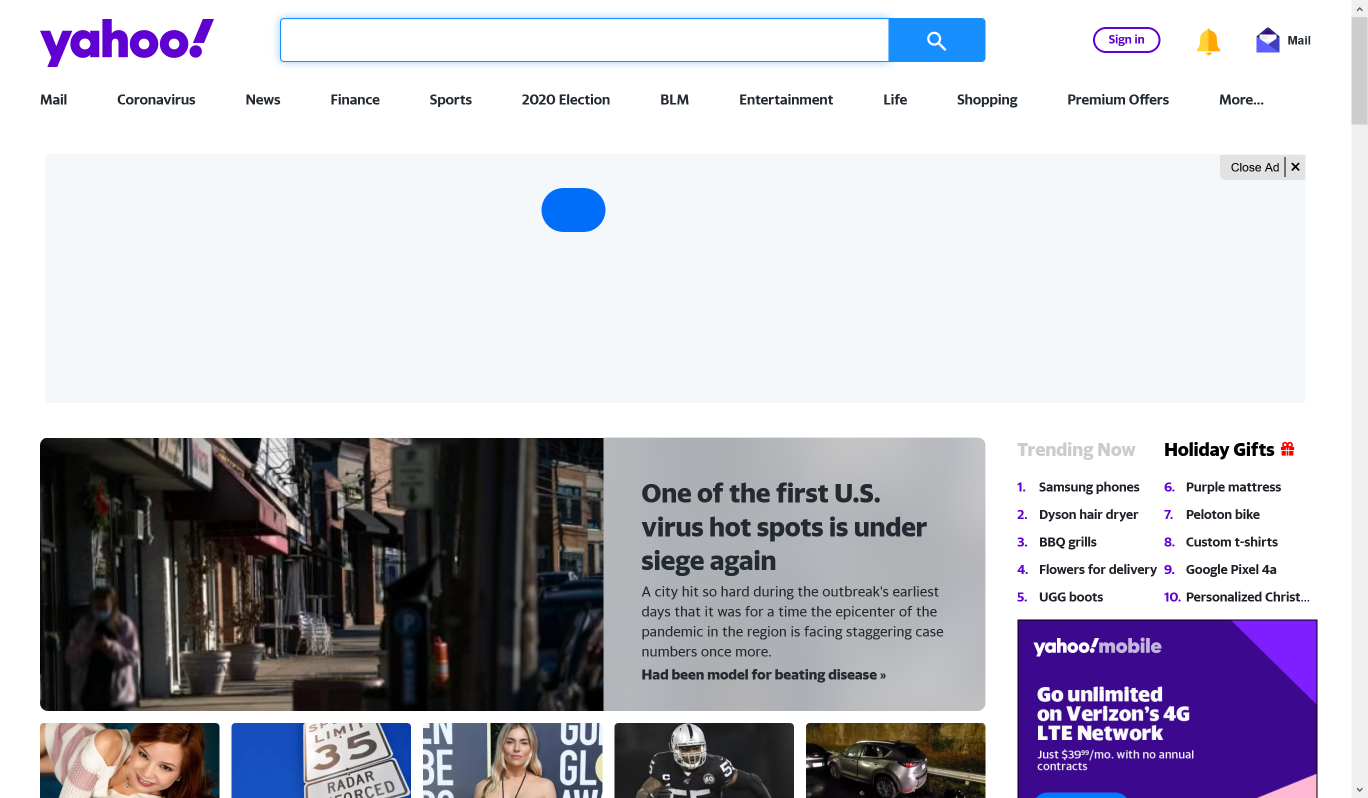 yahoo!
Sign in
Mail
Mail Coronavirus News Finance Sports 2020 Election BLM Entertainment Life Shopping Premium Offers More...
Close Ad
One of the first U.S.
virus hot spots is under
siege again
A city hit so hard during the outbreak's earliest
days that it was for a time the epicenter of the
pandemic in the region is facing staggering case
numbers once more.
Had been model for beating disease »
Trending Now Holiday Gifts
1. Samsung phones
2. Dyson hair dryer
3. BBQ grills
4. Flowers for delivery
5. UGG boots
6. Purple mattress
7. Peloton bike
8. Custom t-shirts
9. Google Pixel 4a
10. Personalized Christ...
yahoo!mobile
Go unlimited
on Verizon's 4G
LTE Network
Just $39⁹⁹/mo. with no annual
contracts
LIMIT
35
RADAR